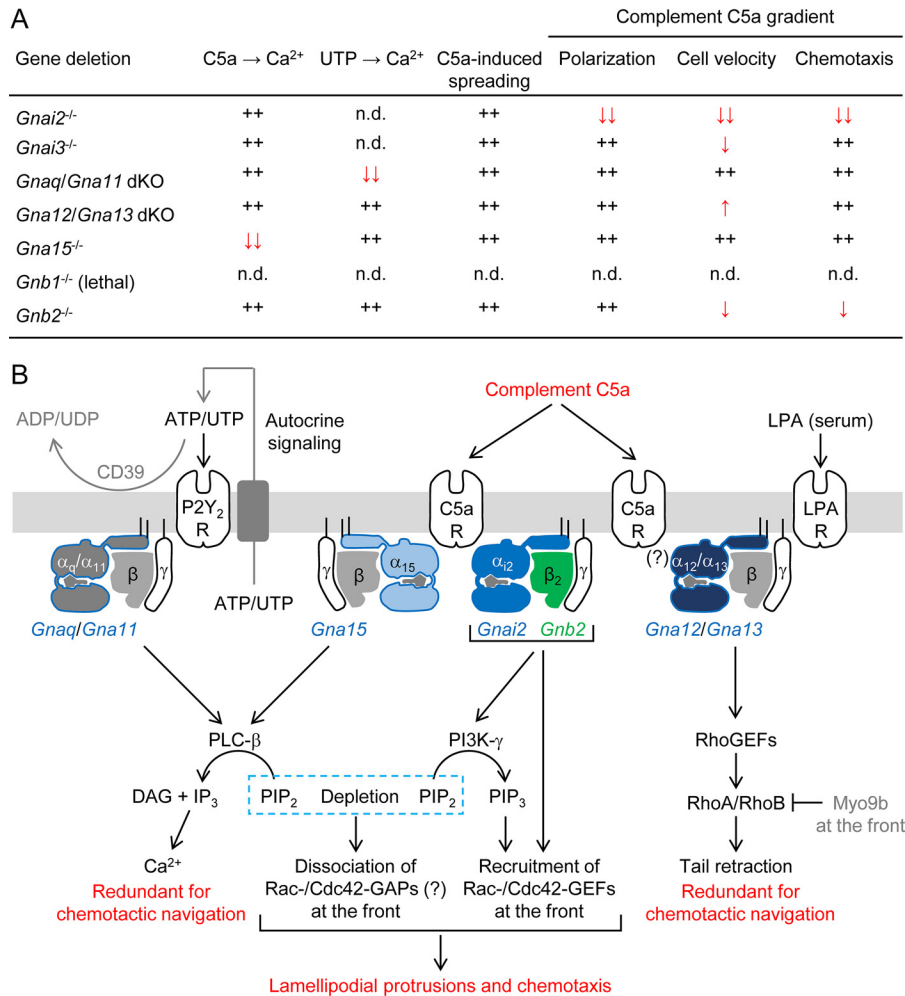 A
Complement C5a gradient
Gene deletion C5a → Ca²⁺ UTP → Ca²⁺ C5a-induced spreading Polarization Cell velocity Chemotaxis
Gnai2⁻/⁻ ++ n.d. ++ ↓↓ ↓↓ ↓↓
Gnai3⁻/⁻ ++ n.d. ++ ++ ↓ ++
Gnaq/Gna11 dKO ++ ↓↓ ++ ++ ++ ++
Gna12/Gna13 dKO ++ ++ ++ ++ ↑ ++
Gna15⁻/⁻ ↓↓ ++ ++ ++ ++ ++
Gnb1⁻/⁻ (lethal) n.d. n.d. n.d. n.d. n.d. n.d.
Gnb2⁻/⁻ ++ ++ ++ ++ ↓ ↓
B
Complement C5a
ADP/UDP ATP/UTP Autocrine signaling LPA (serum)
CD39
P2Y₂ R
C5a R
C5a R
LPA R
(?)
αq/α11 β γ
γ β α15
αi2 β₂ γ
α12/α13 β γ
ATP/UTP
Gnaq/Gna11 Gna15 Gnai2 Gnb2 Gna12/Gna13
PLC-β PI3K-γ RhoGEFs
DAG + IP₃ PIP₂ Depletion PIP₂ PIP₃ RhoA/RhoB Myo9b
at the front
Ca²⁺
Redundant for
chemotactic navigation
Dissociation of
Rac-/Cdc42-GAPs (?)
at the front
Recruitment of
Rac-/Cdc42-GEFs
at the front
Tail retraction
Redundant for
chemotactic navigation
Lamellipodial protrusions and chemotaxis